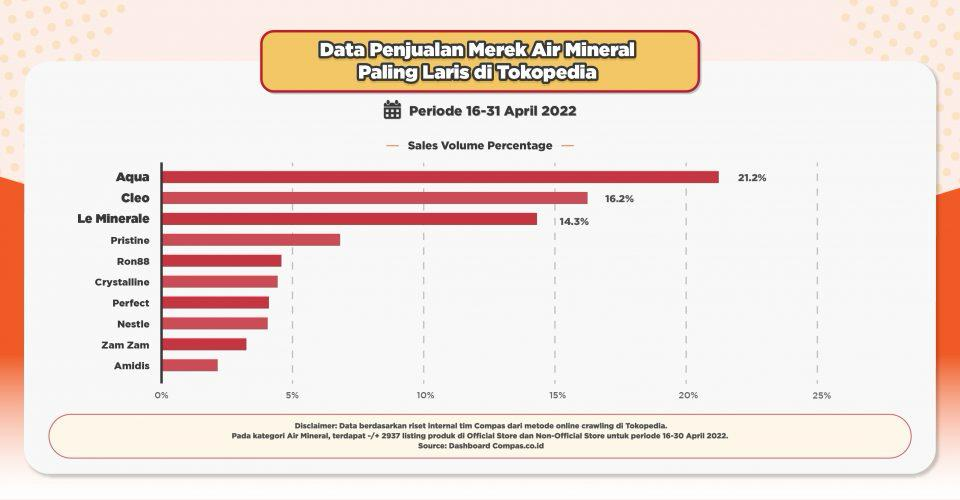 Data Penjualan Merek Air Mineral
Paling Laris di Tokopedia
Periode 16-31 April 2022
Sales Volume Percentage
Aqua
21.2%
Cleo
16.2%
Le Minerale
14.3%
Pristine
Ron88
Crystalline
Perfect
Nestle
Zam Zam
Amidis
0%
5%
10%
15%
20%
25%
Disclaimer: Data berdasarkan riset internal tim Compas dari metode online crawling di Tokopedia.
Pada kategori Air Mineral, terdapat -/+ 2937 listing produk di Official Store dan Non-Official Store untuk periode 16-30 April 2022.
Source: Dashboard Compas.co.id